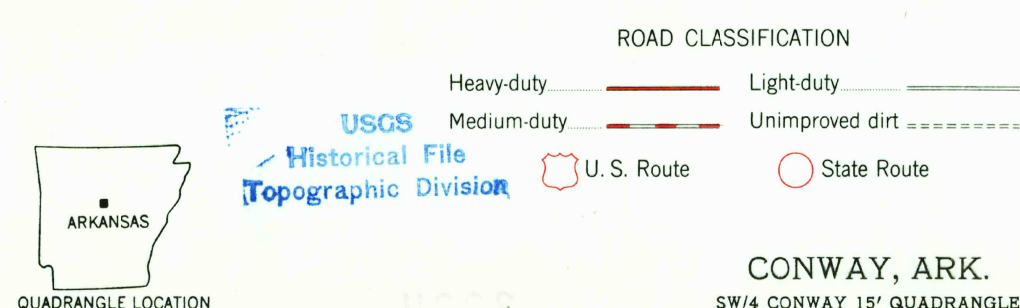 ROAD CLASSIFICATION
Heavy-duty
Light-duty
Medium-duty
Unimproved dirt
U. S. Route
State Route
USGS
Historical File
Topographic Division
ARKANSAS
QUADRANGLE LOCATION
CONWAY, ARK.
SW/4 CONWAY 15' QUADRANGLE